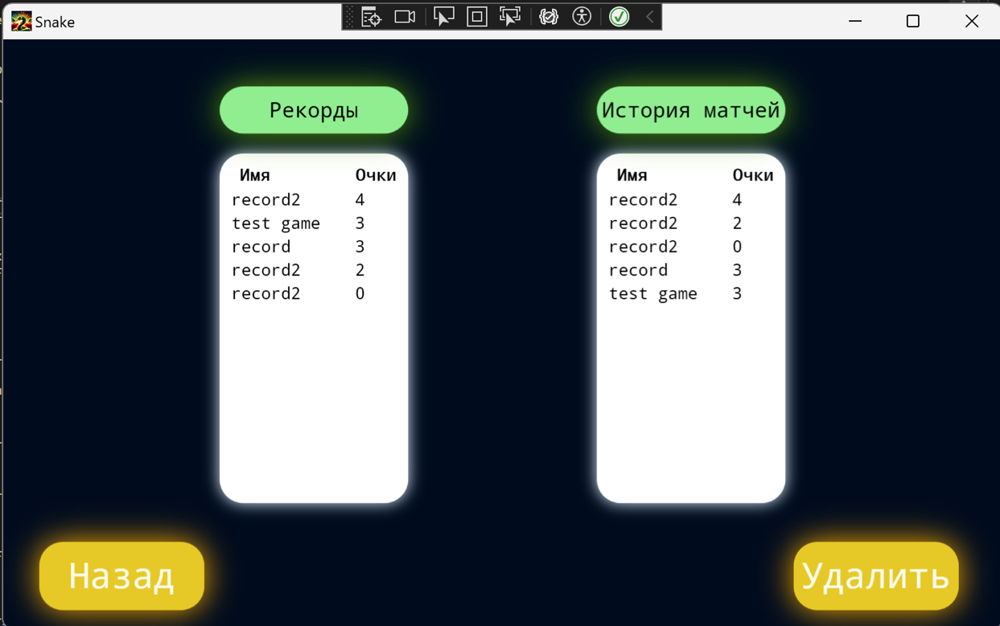 Snake
Рекорды
Имя Очки
record2 4
test game 3
record 3
record2 2
record2 0
История матчей
Имя Очки
record2 4
record2 2
record2 0
record 3
test game 3
Назад
Удалить